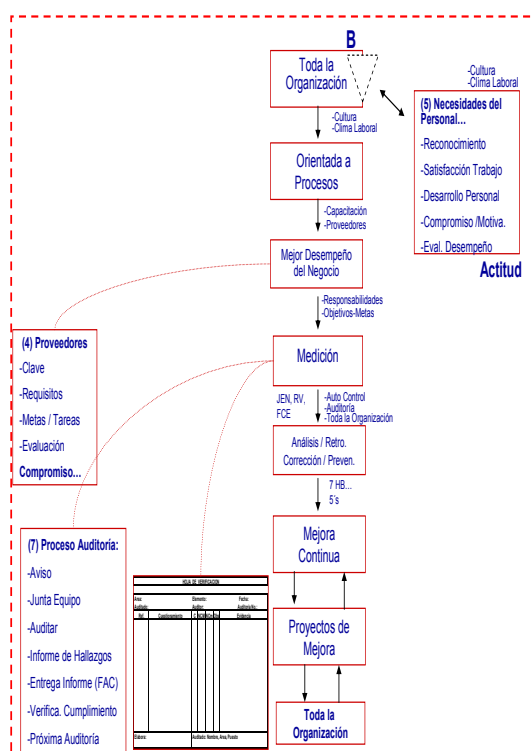 B
Toda la
Organización
-Cultura
-Clima Laboral
-Cultura
-Clima Laboral
(5) Necesidades del
Personal…
-Reconocimiento
-Satisfacción Trabajo
-Desarrollo Personal
-Compromiso /Motiva.
-Eval. Desempeño
Actitud
Orientada a
Procesos
-Capacitación
-Proveedores
Mejor Desempeño
del Negocio
-Responsabilidades
-Objetivos-Metas
(4) Proveedores
-Clave
-Requisitos
-Metas / Tareas
-Evaluación
Compromiso…
Medición
JEN, RV,
FCE
-Auto Control
-Auditoría
-Toda la Organización
Análisis / Retro.
Corrección / Preven.
7 HB…
5´s
(7) Proceso Auditoría:
-Aviso
-Junta Equipo
-Auditar
-Informe de Hallazgos
-Entrega Informe (FAC)
-Verifica. Cumplimiento
-Próxima Auditoría
HOJA DE VERIFICACION
Area: Elemento: Fecha:
Auditado: Auditor: Auditoria No.:
Ref. Cuestionamiento C Evidencia
Elabora: Auditado: Nombre, Area, Puesto
Mejora
Continua
Proyectos de
Mejora
Toda la
Organización